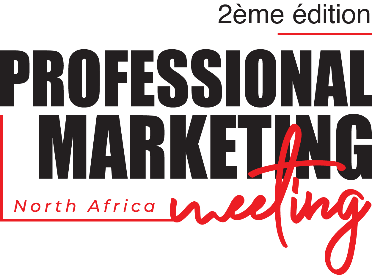 2ème édition
PROFESSIONAL
MARKETING
North Africa meeting